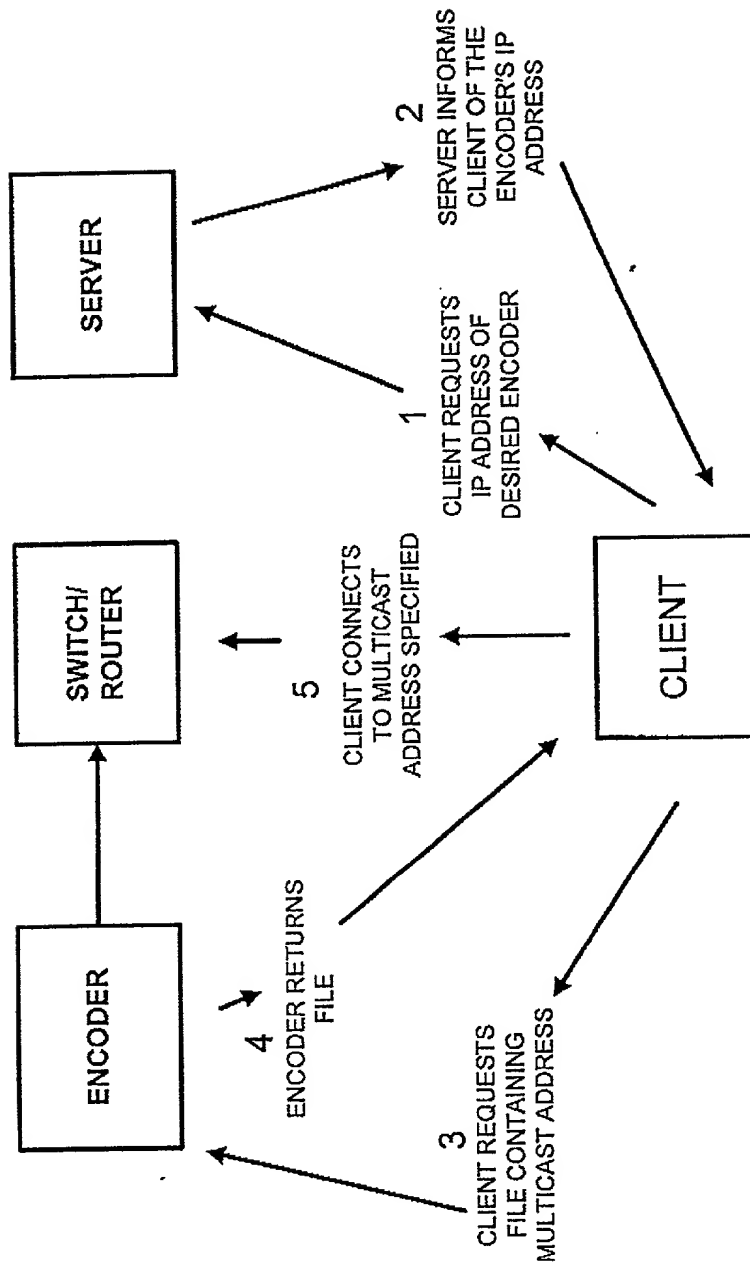 ENCODER
SWITCH/
ROUTER
SERVER
4
ENCODER RETURNS
FILE
5
CLIENT CONNECTS
TO MULTICAST
ADDRESS SPECIFIED
1
CLIENT REQUESTS
IP ADDRESS OF
DESIRED ENCODER
2
SERVER INFORMS
CLIENT OF THE
ENCODER'S IP
ADDRESS
3
CLIENT REQUESTS
FILE CONTAINING
MULTICAST ADDRESS
CLIENT